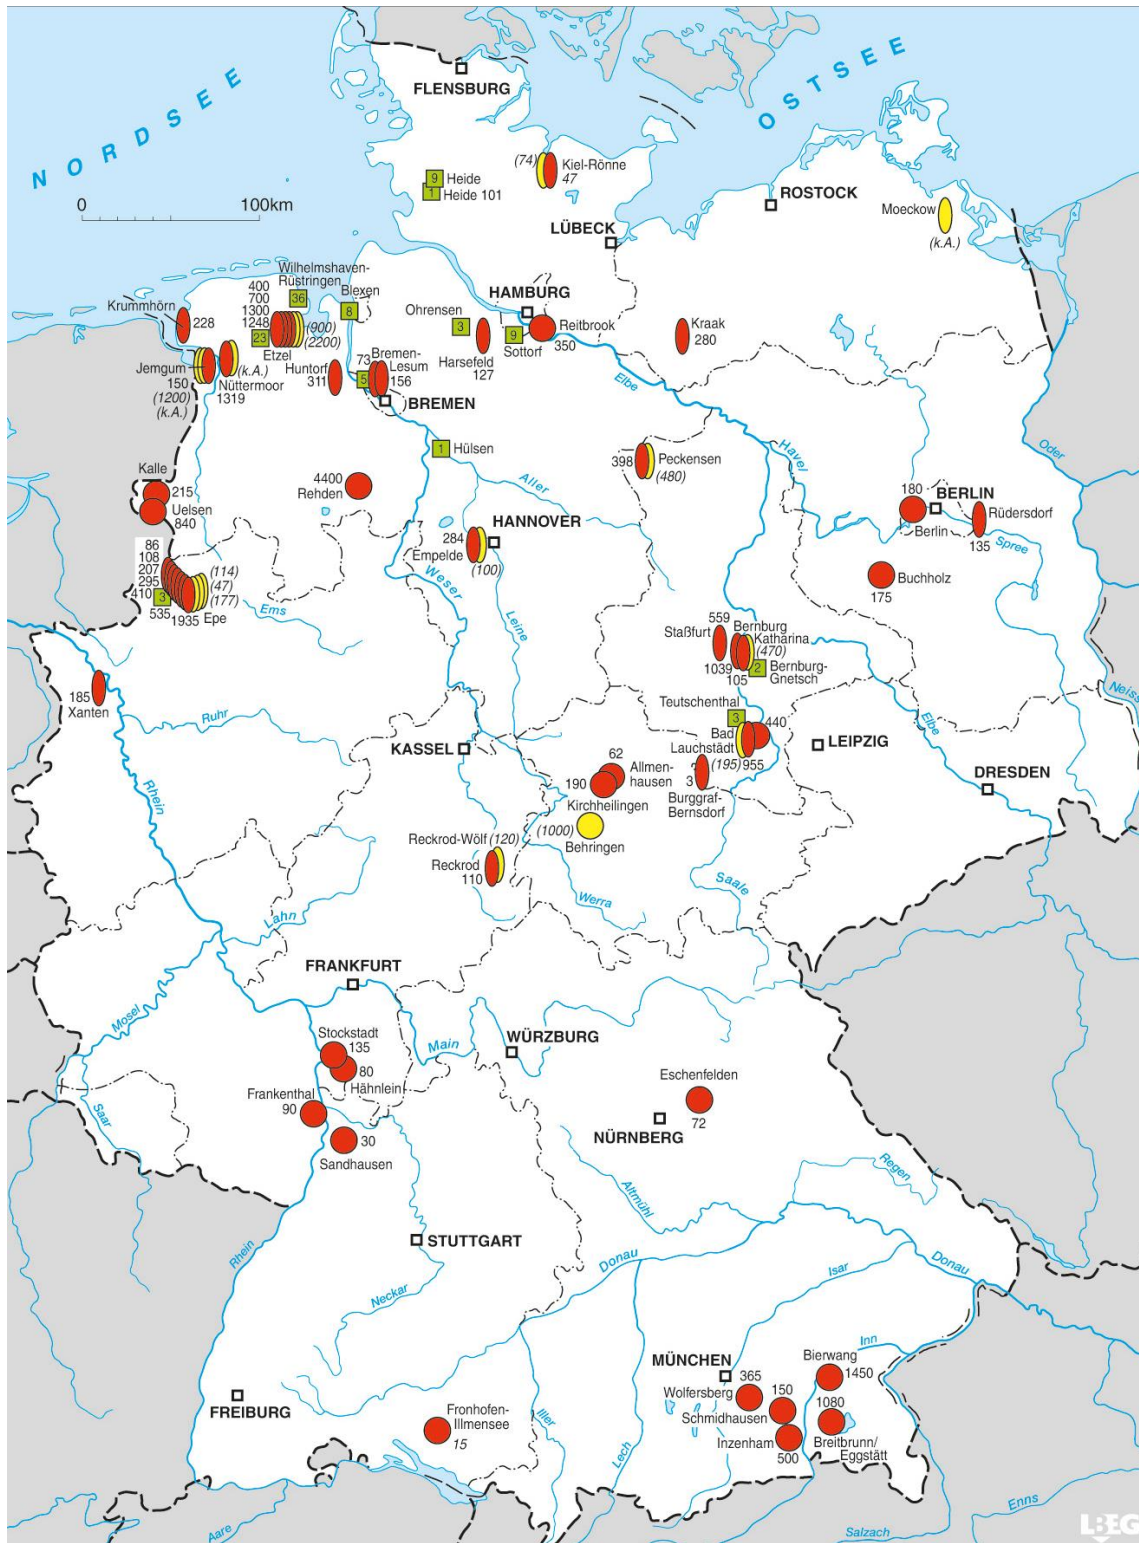 NORDSEE
OSTSEE
FLENSBURG
(74)
Kiel-Rönne
47
9 Heide
1 Heide 101
0 100km
ROSTOCK
LÜBECK
Moeckow
(k.A.)
Wilhelmshaven-
Rüstringen
36
400
700
1300
1248
23
Etzel
(900)
(2200)
Blexen
8
Krummhörn
228
HAMBURG
Ohrensen
3
9
Sottorf
Reitbrook
350
Harsefeld
127
Kraak
280
Jemgum
150
(1200)
(k.A.)
(k.A.)
Nüttermoor
1319
Huntorf
311
73
5
Bremen-
Lesum
156
BREMEN
Elbe
1 Hülsen
Aller
Havel
Oder
398
Peckensen
(480)
Kalle
215
Uelsen
840
4400
Rehden
180
BERLIN
Berlin
Rüdersdorf
135
Spree
HANNOVER
284
Empelde
(100)
Weser
Leine
Buchholz
175
86
108
207
295
410
3
535
1935
(114)
(47)
(177)
Epe
Ems
559
Staßfurt
Bernburg
Katharina
(470)
1039
105
2
Bernburg-
Gnetsch
185
Xanten
Ruhr
Neiss
Elbe
Teutschenthal
3
440
Bad
Lauchstädt
(195)
955
LEIPZIG
KASSEL
DRESDEN
62
Allmen-
hausen
190
Kirchheilingen
3
Burggraf-
Bernsdorf
Rhein
(1000)
Behringen
Reckrod-Wölf (120)
Reckrod
110
Werra
Saale
Lahn
FRANKFURT
Mosel
Main
WÜRZBURG
Stockstadt
135
80
Hähnlein
Saar
Frankenthal
90
30
Sandhausen
Eschenfelden
72
NÜRNBERG
Regen
Altmühl
STUTTGART
Rhein
Neckar
Donau
Isar
Donau
Inn
MÜNCHEN
365
Wolfersberg
150
Schmidhausen
Inzenham
500
Bierwang
1450
1080
Breitbrunn/
Eggstätt
FREIBURG
Fronhofen-
Illmensee
15
Iller
Lech
Aare
Salzach
Enns
LBEG